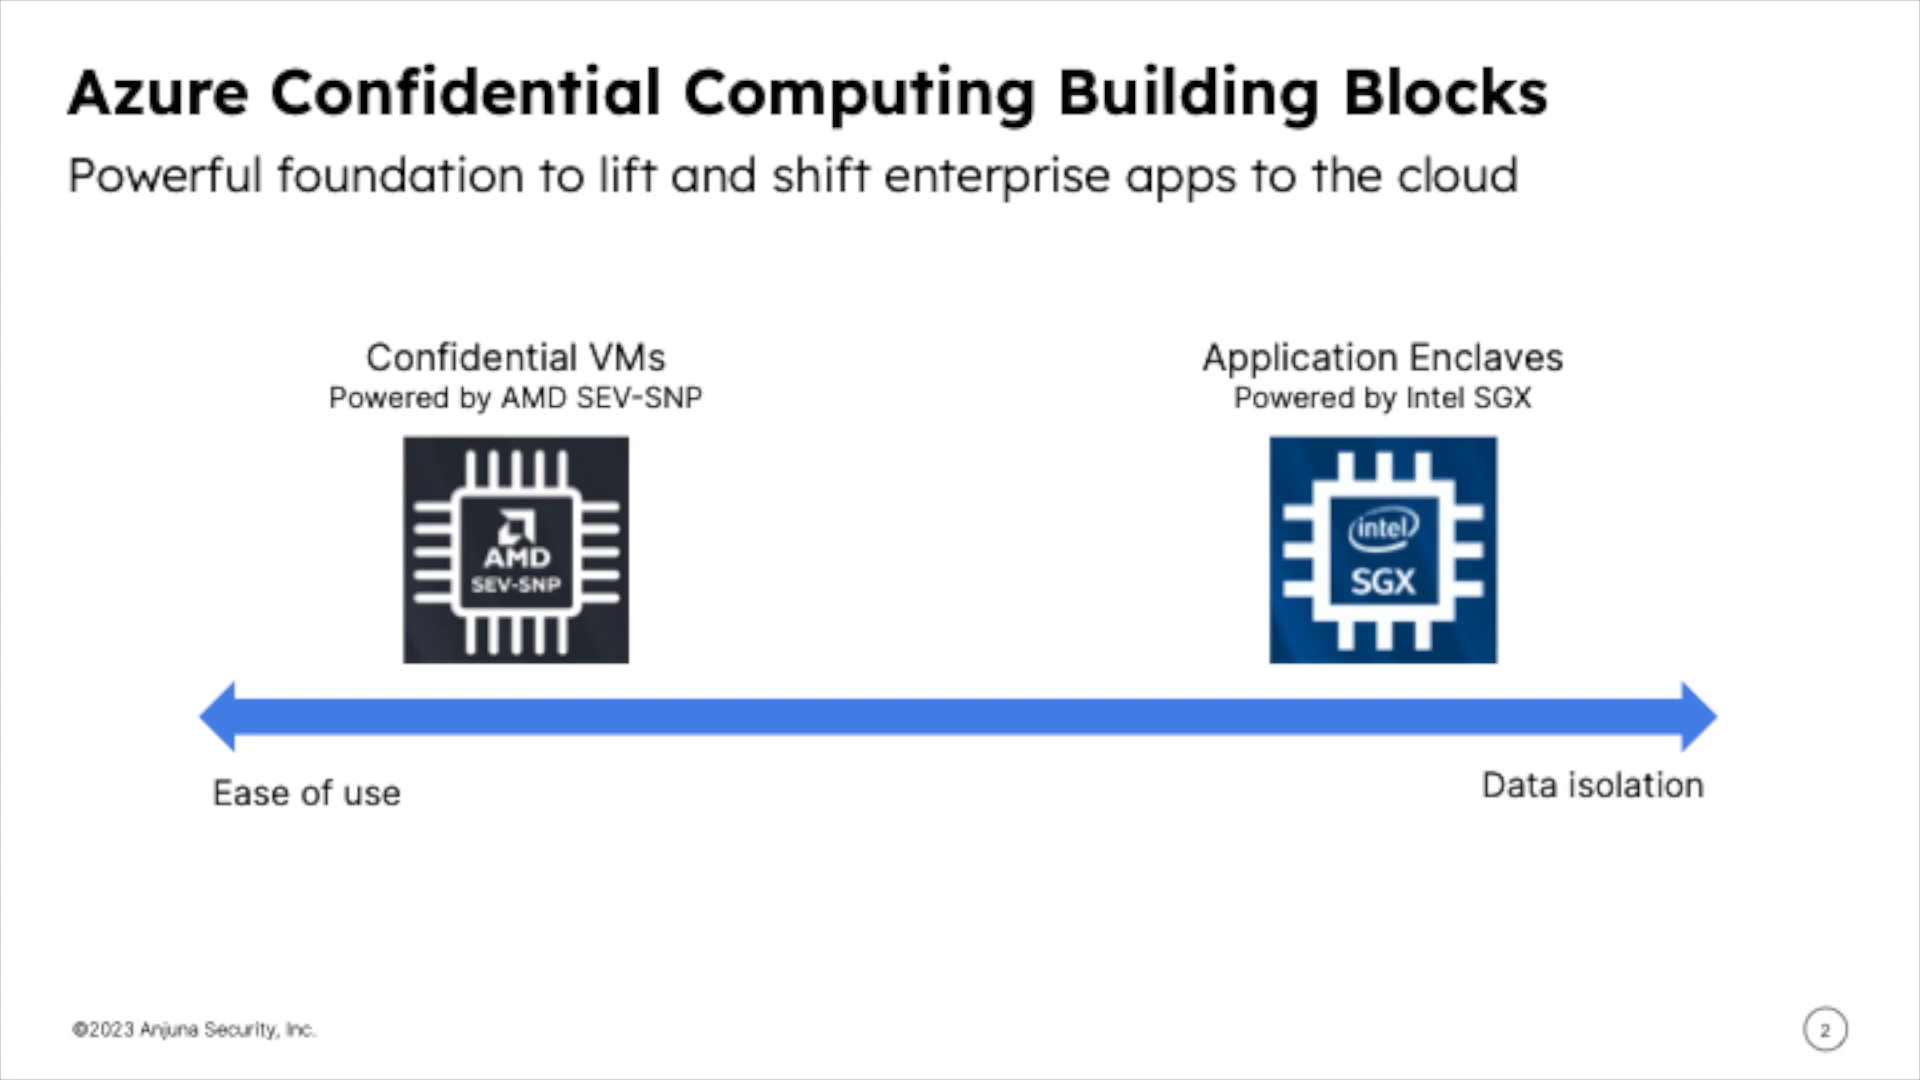 Azure Confidential Computing Building Blocks
Powerful foundation to lift and shift enterprise apps to the cloud
Confidential VMs
Powered by AMD SEV-SNP
AMD
SEV-SNP
Application Enclaves
Powered by Intel SGX
intel
SGX
Ease of use
Data isolation
©2023 Anjuna Security, Inc.
2